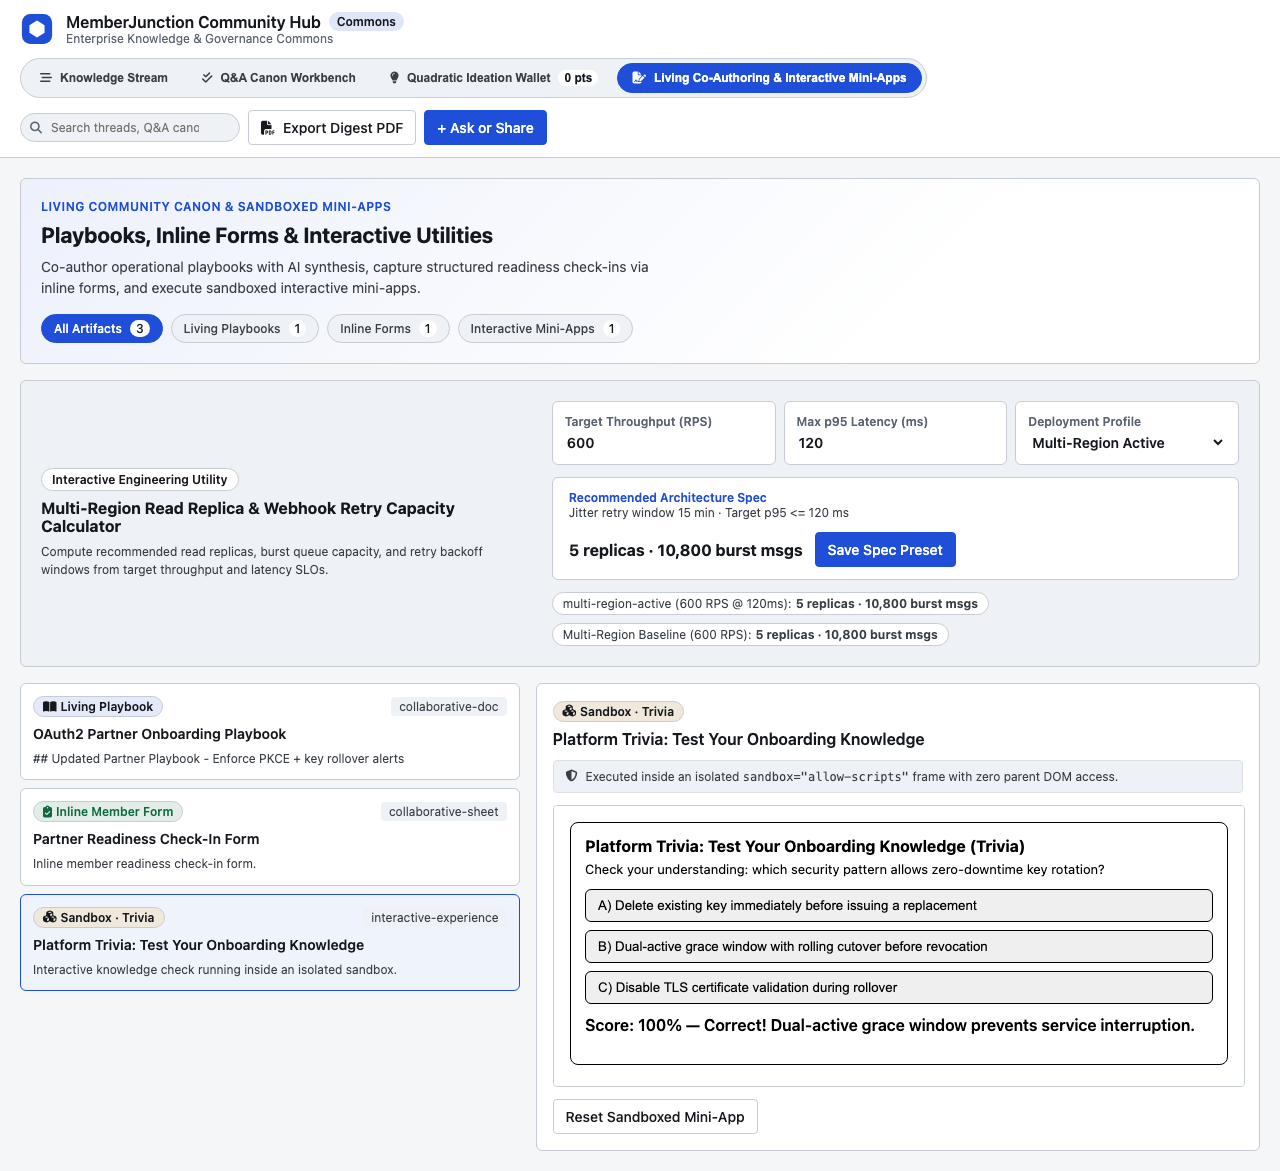 MemberJunction Community Hub
Commons
Enterprise Knowledge & Governance Commons
Knowledge Stream
Q&A Canon Workbench
Quadratic Ideation Wallet 0 pts
Living Co-Authoring & Interactive Mini-Apps
Search threads, Q&A canc
Export Digest PDF
+ Ask or Share
LIVING COMMUNITY CANON & SANDBOXED MINI-APPS
Playbooks, Inline Forms & Interactive Utilities
Co-author operational playbooks with AI synthesis, capture structured readiness check-ins via
inline forms, and execute sandboxed interactive mini-apps.
All Artifacts 3
Living Playbooks 1
Inline Forms 1
Interactive Mini-Apps 1
Interactive Engineering Utility
Multi-Region Read Replica & Webhook Retry Capacity
Calculator
Compute recommended read replicas, burst queue capacity, and retry backoff
windows from target throughput and latency SLOs.
Target Throughput (RPS)
600
Max p95 Latency (ms)
120
Deployment Profile
Multi-Region Active
Recommended Architecture Spec
Jitter retry window 15 min · Target p95 <= 120 ms
5 replicas · 10,800 burst msgs
Save Spec Preset
multi-region-active (600 RPS @ 120ms): 5 replicas · 10,800 burst msgs
Multi-Region Baseline (600 RPS): 5 replicas · 10,800 burst msgs
Living Playbook
collaborative-doc
OAuth2 Partner Onboarding Playbook
## Updated Partner Playbook - Enforce PKCE + key rollover alerts
Inline Member Form
collaborative-sheet
Partner Readiness Check-In Form
Inline member readiness check-in form.
Sandbox · Trivia
interactive-experience
Platform Trivia: Test Your Onboarding Knowledge
Interactive knowledge check running inside an isolated sandbox.
Sandbox · Trivia
Platform Trivia: Test Your Onboarding Knowledge
Executed inside an isolated sandbox="allow-scripts" frame with zero parent DOM access.
Platform Trivia: Test Your Onboarding Knowledge (Trivia)
Check your understanding: which security pattern allows zero-downtime key rotation?
A) Delete existing key immediately before issuing a replacement
B) Dual-active grace window with rolling cutover before revocation
C) Disable TLS certificate validation during rollover
Score: 100% — Correct! Dual-active grace window prevents service interruption.
Reset Sandboxed Mini-App